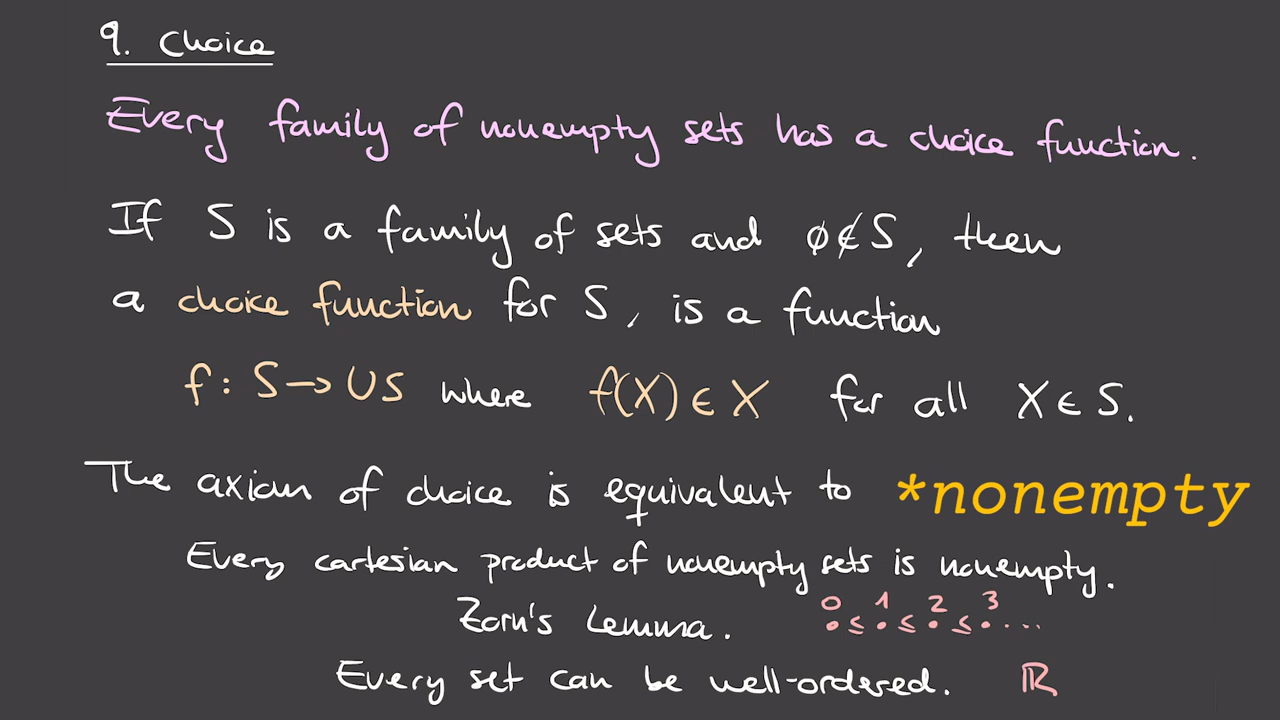 9. Choice
Every family of nonempty sets has a choice function.
If S is a family of sets and ∅∉S, then
a choice function for S, is a function
f: S→∪S where f(X)∈X for all X∈S.
The axiom of choice is equivalent to *nonempty
Every cartesian product of nonempty sets is nonempty.
0 1 2 3
Zorn's Lemma. •≤•≤•≤•...
Every set can be well-ordered. ℝ